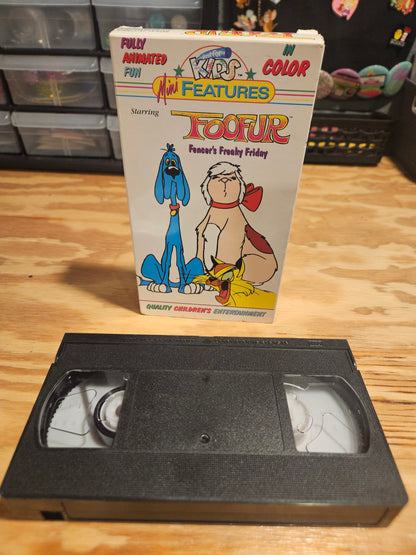 FULLY
ANIMATED
FUN
KIDS
Mini FEATURES
IN
COLOR
Starring
FOOFUR
Fencer's Freaky Friday
QUALITY CHILDREN'S ENTERTAINMENT